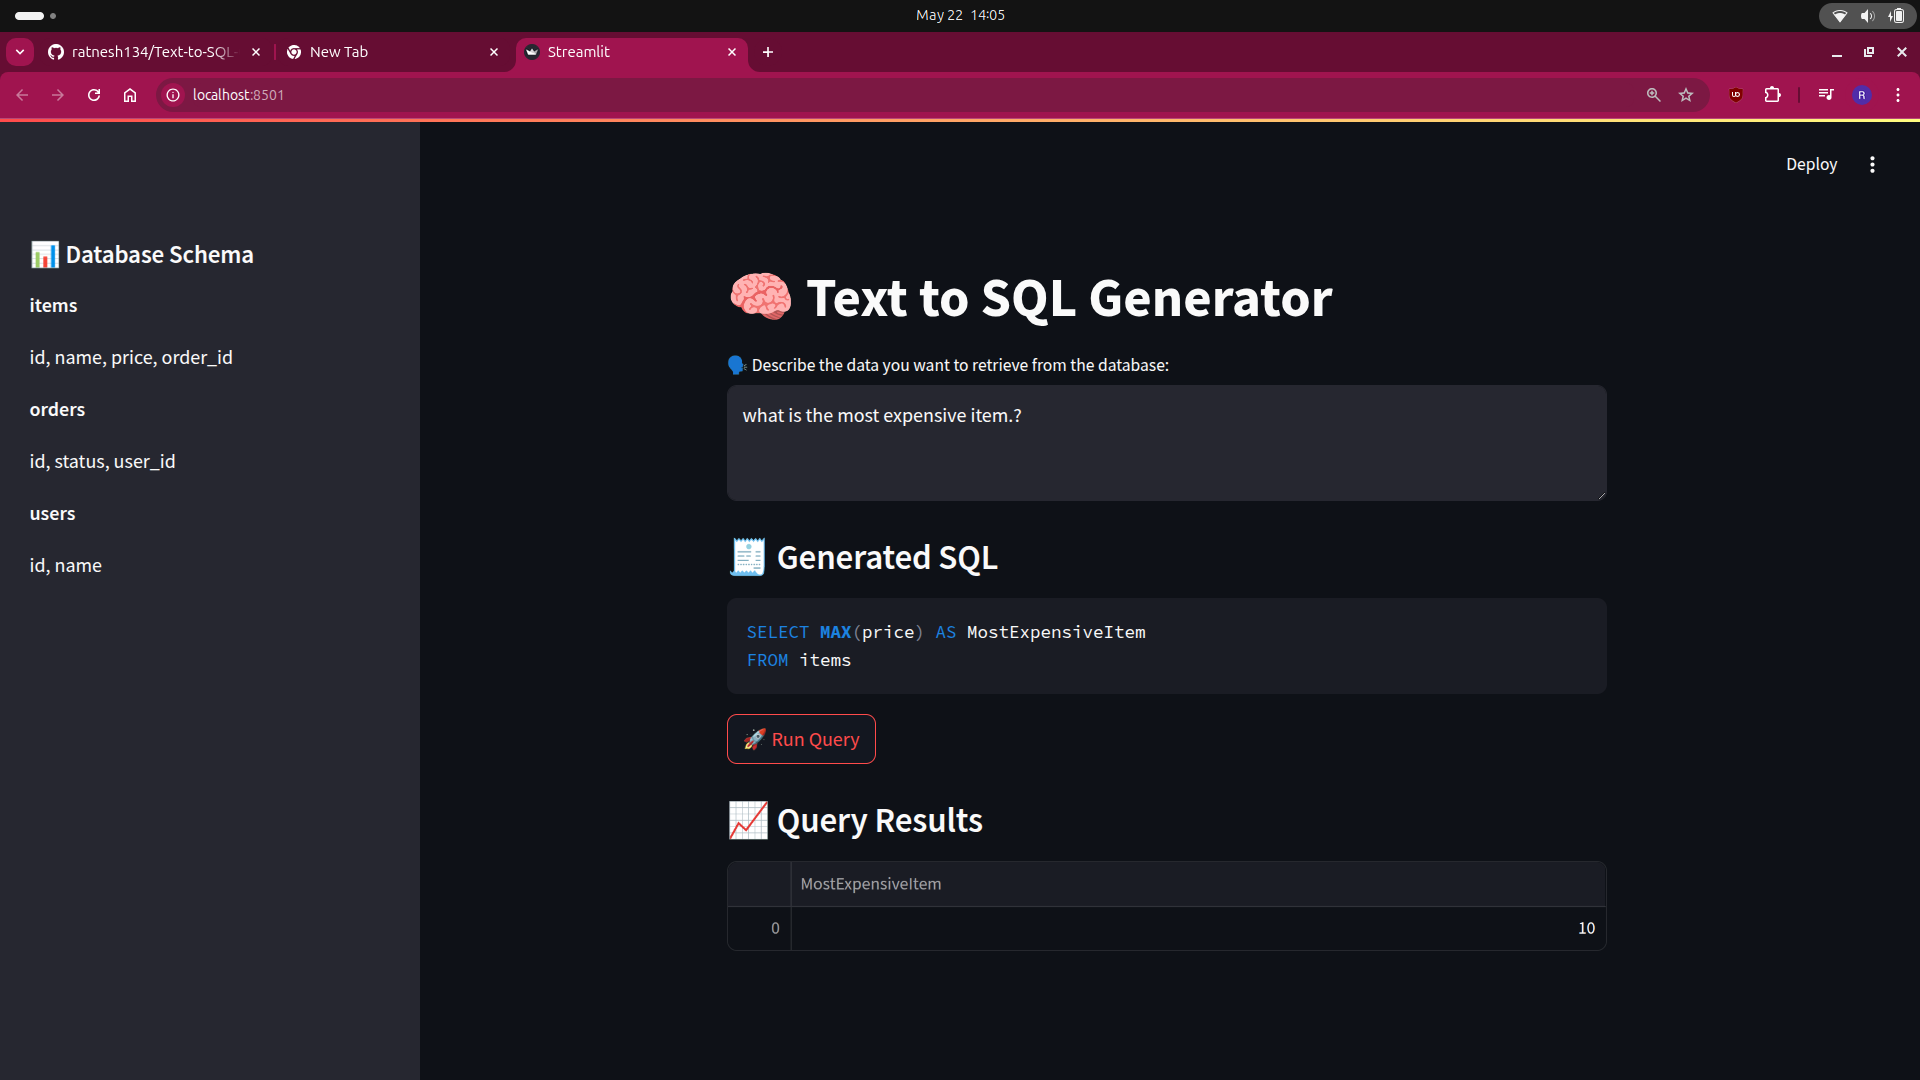 May 22 14:05
ratnesh134/Text-to-SQL-
New Tab
Streamlit
localhost:8501
R
Deploy
📊 Database Schema
items
id, name, price, order_id
orders
id, status, user_id
users
id, name
🧠 Text to SQL Generator
🗣️ Describe the data you want to retrieve from the database:
what is the most expensive item.?
🧾 Generated SQL
SELECT MAX(price) AS MostExpensiveItem
FROM items
🚀 Run Query
📈 Query Results
MostExpensiveItem
0 10